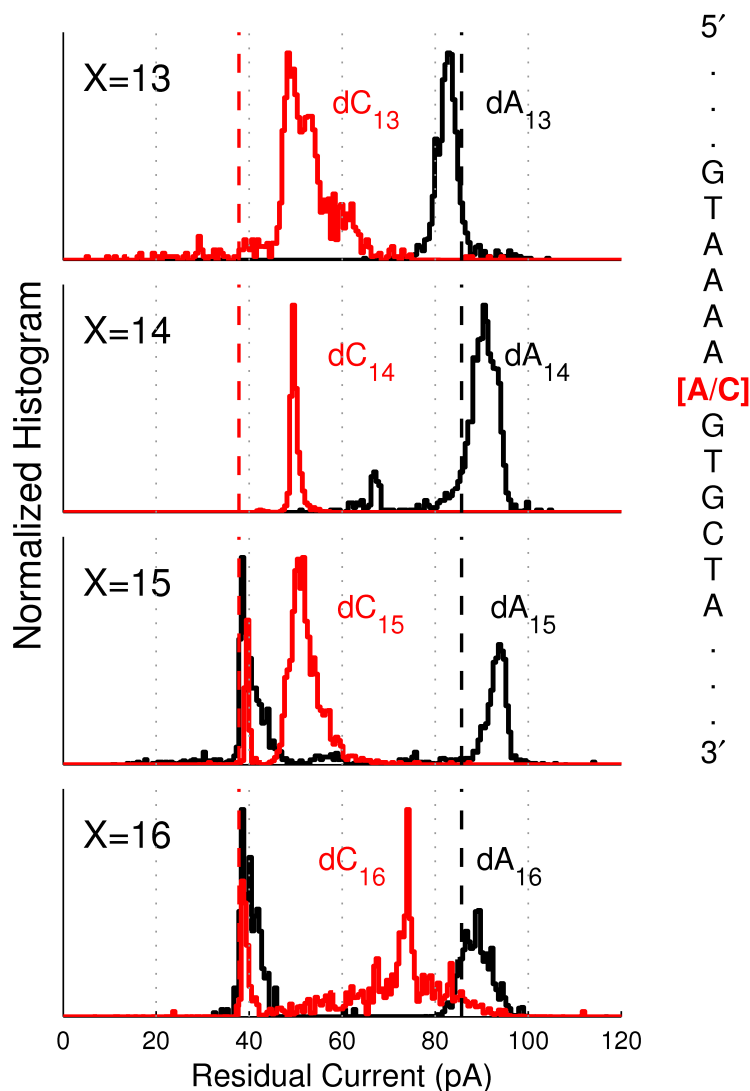 Normalized Histogram
X=13
dC13
dA13
X=14
dC14
dA14
X=15
dC15
dA15
X=16
dC16
dA16
0 20 40 60 80 100 120
Residual Current (pA)
5′
.
.
.
G
T
A
A
A
A
[A/C]
G
T
G
C
T
A
.
.
.
3′